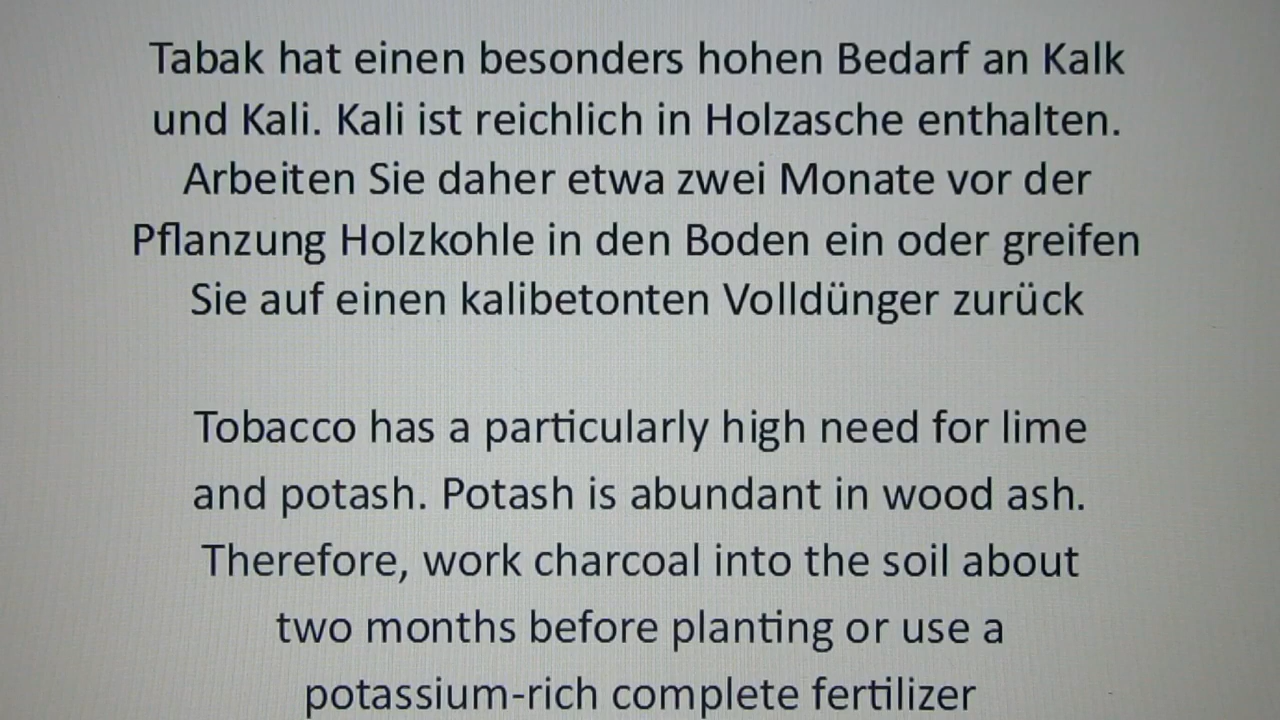 Tabak hat einen besonders hohen Bedarf an Kalk
und Kali. Kali ist reichlich in Holzasche enthalten.
Arbeiten Sie daher etwa zwei Monate vor der
Pflanzung Holzkohle in den Boden ein oder greifen
Sie auf einen kalibetonten Volldünger zurück
Tobacco has a particularly high need for lime
and potash. Potash is abundant in wood ash.
Therefore, work charcoal into the soil about
two months before planting or use a
potassium-rich complete fertilizer